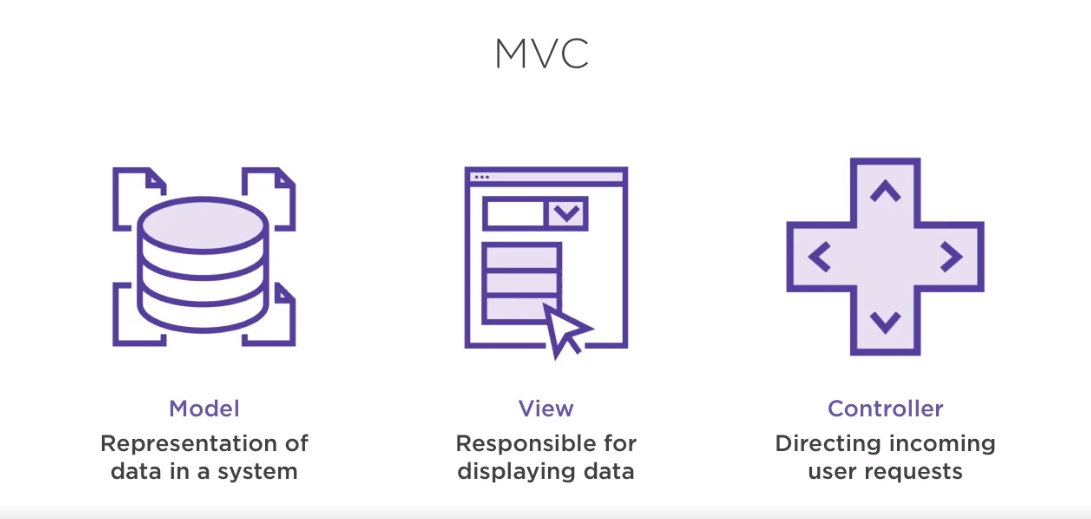 MVC
Model
Representation of
data in a system
View
Responsible for
displaying data
Controller
Directing incoming
user requests